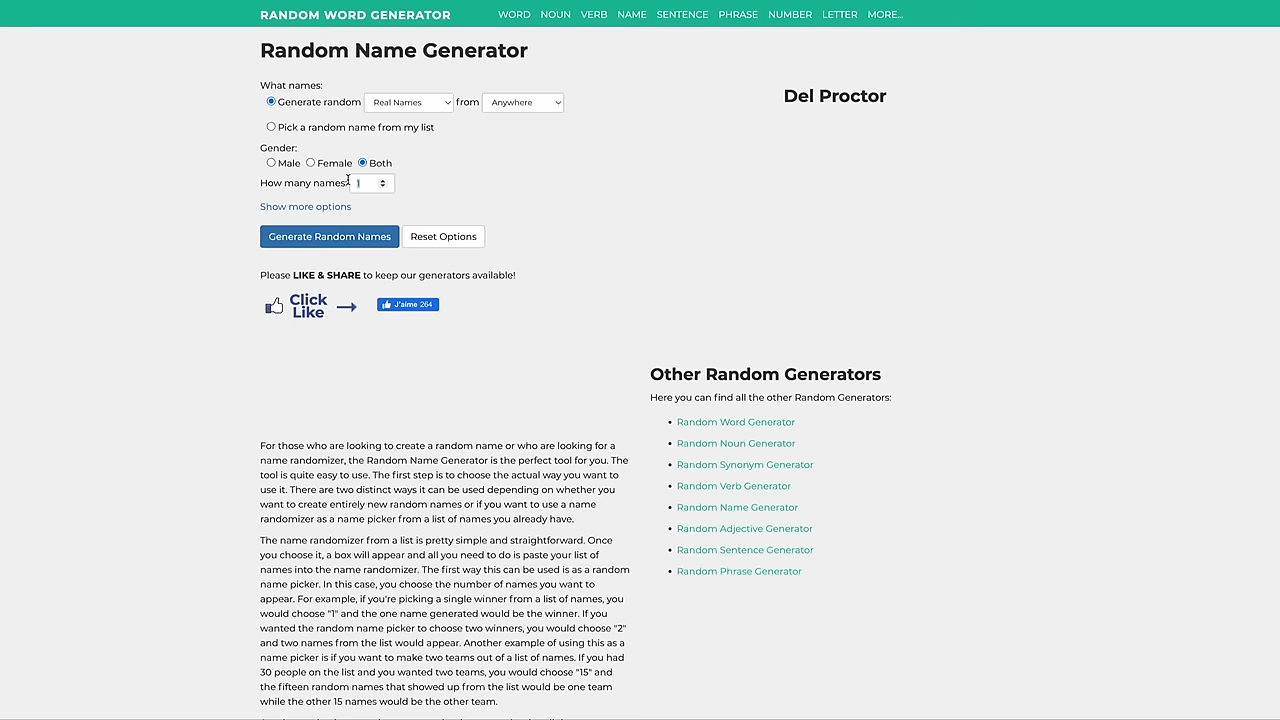 RANDOM WORD GENERATOR WORD NOUN VERB NAME SENTENCE PHRASE NUMBER LETTER MORE...
Random Name Generator
What names:
Generate random Real Names from Anywhere
Pick a random name from my list
Gender:
Male Female Both
How many names: 1
Show more options
Generate Random Names Reset Options
Please LIKE & SHARE to keep our generators available!
Click
Like
J'aime 264
Del Proctor
For those who are looking to create a random name or who are looking for a
name randomizer, the Random Name Generator is the perfect tool for you. The
tool is quite easy to use. The first step is to choose the actual way you want to
use it. There are two distinct ways it can be used depending on whether you
want to create entirely new random names or if you want to use a name
randomizer as a name picker from a list of names you already have.
The name randomizer from a list is pretty simple and straightforward. Once
you choose it, a box will appear and all you need to do is paste your list of
names into the name randomizer. The first way this can be used is as a random
name picker. In this case, you choose the number of names you want to
appear. For example, if you're picking a single winner from a list of names, you
would choose "1" and the one name generated would be the winner. If you
wanted the random name picker to choose two winners, you would choose "2"
and two names from the list would appear. Another example of using this as a
name picker is if you want to make two teams out of a list of names. If you had
30 people on the list and you wanted two teams, you would choose "15" and
the fifteen random names that showed up from the list would be one team
while the other 15 names would be the other team.
Other Random Generators
Here you can find all the other Random Generators:
• Random Word Generator
• Random Noun Generator
• Random Synonym Generator
• Random Verb Generator
• Random Name Generator
• Random Adjective Generator
• Random Sentence Generator
• Random Phrase Generator